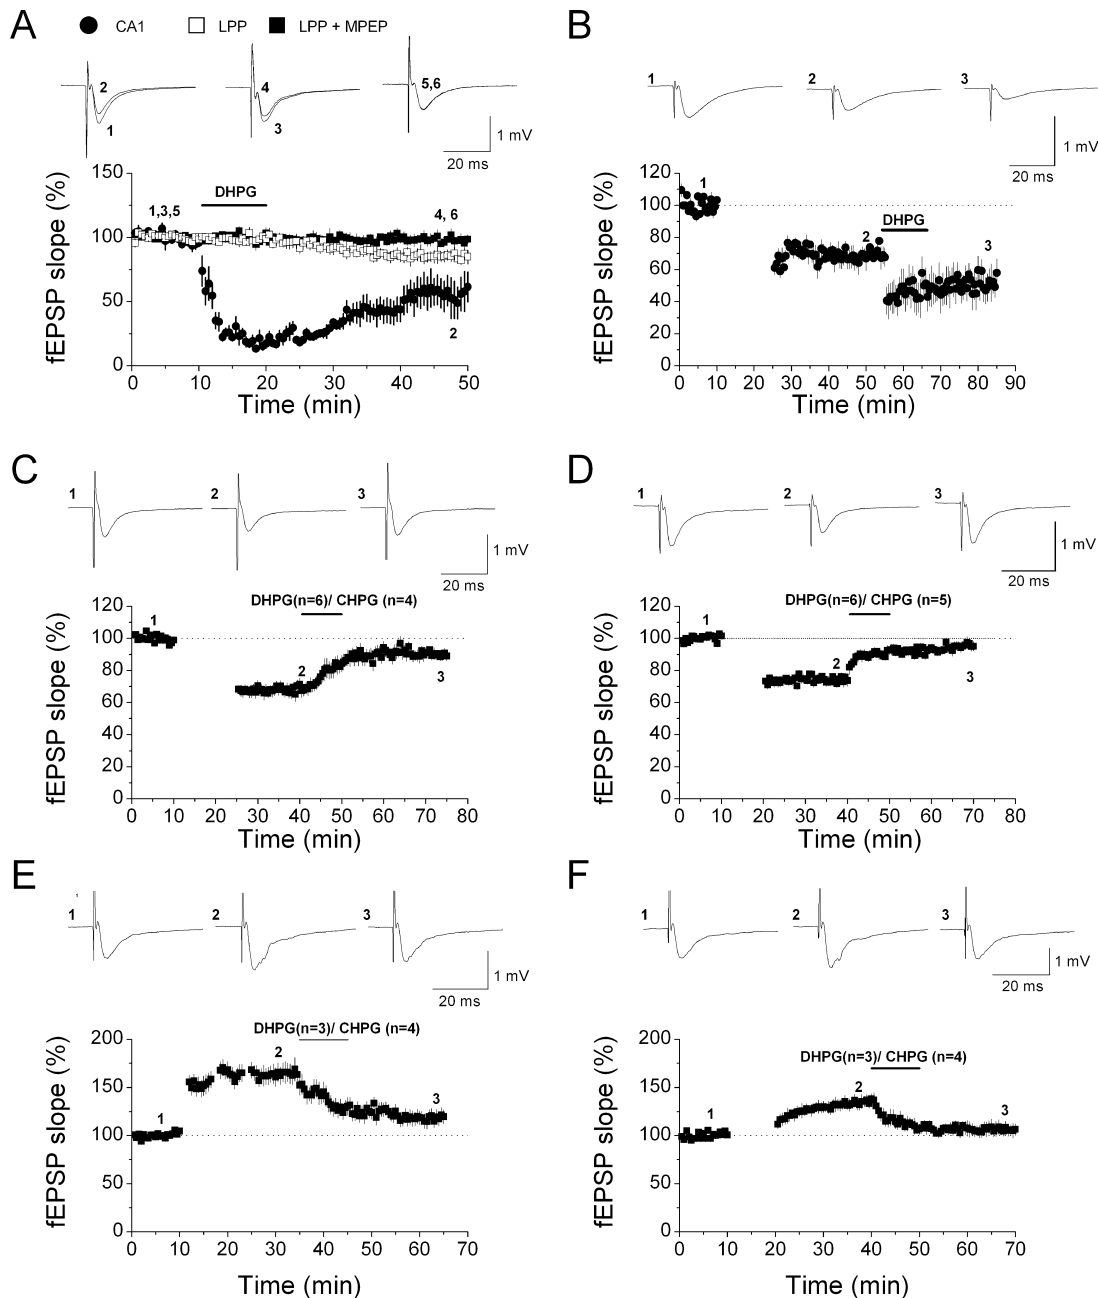 A
CA1 LPP LPP + MPEP
2
1
4
3
5,6
1 mV
20 ms
fEPSP slope (%)
150
100
50
0
DHPG
1,3,5
4, 6
2
0 10 20 30 40 50
Time (min)
B
1
2
3
1 mV
20 ms
fEPSP slope (%)
120
100
80
60
40
20
0
1
2
DHPG
3
0 10 20 30 40 50 60 70 80 90
Time (min)
C
1
2
3
1 mV
20 ms
DHPG(n=6)/ CHPG (n=4)
fEPSP slope (%)
120
100
80
60
40
20
0
1
2
3
0 10 20 30 40 50 60 70 80
Time (min)
D
1
2
3
1 mV
20 ms
DHPG(n=6)/ CHPG (n=5)
fEPSP slope (%)
120
100
80
60
40
20
0
1
2
3
0 10 20 30 40 50 60 70 80
Time (min)
E
1
2
3
1 mV
20 ms
DHPG(n=3)/ CHPG (n=4)
fEPSP slope (%)
200
150
100
50
0
1
2
3
0 10 20 30 40 50 60 70
Time (min)
F
1
2
3
1 mV
20 ms
DHPG(n=3)/ CHPG (n=4)
fEPSP slope (%)
200
150
100
50
0
1
2
3
0 10 20 30 40 50 60 70
Time (min)